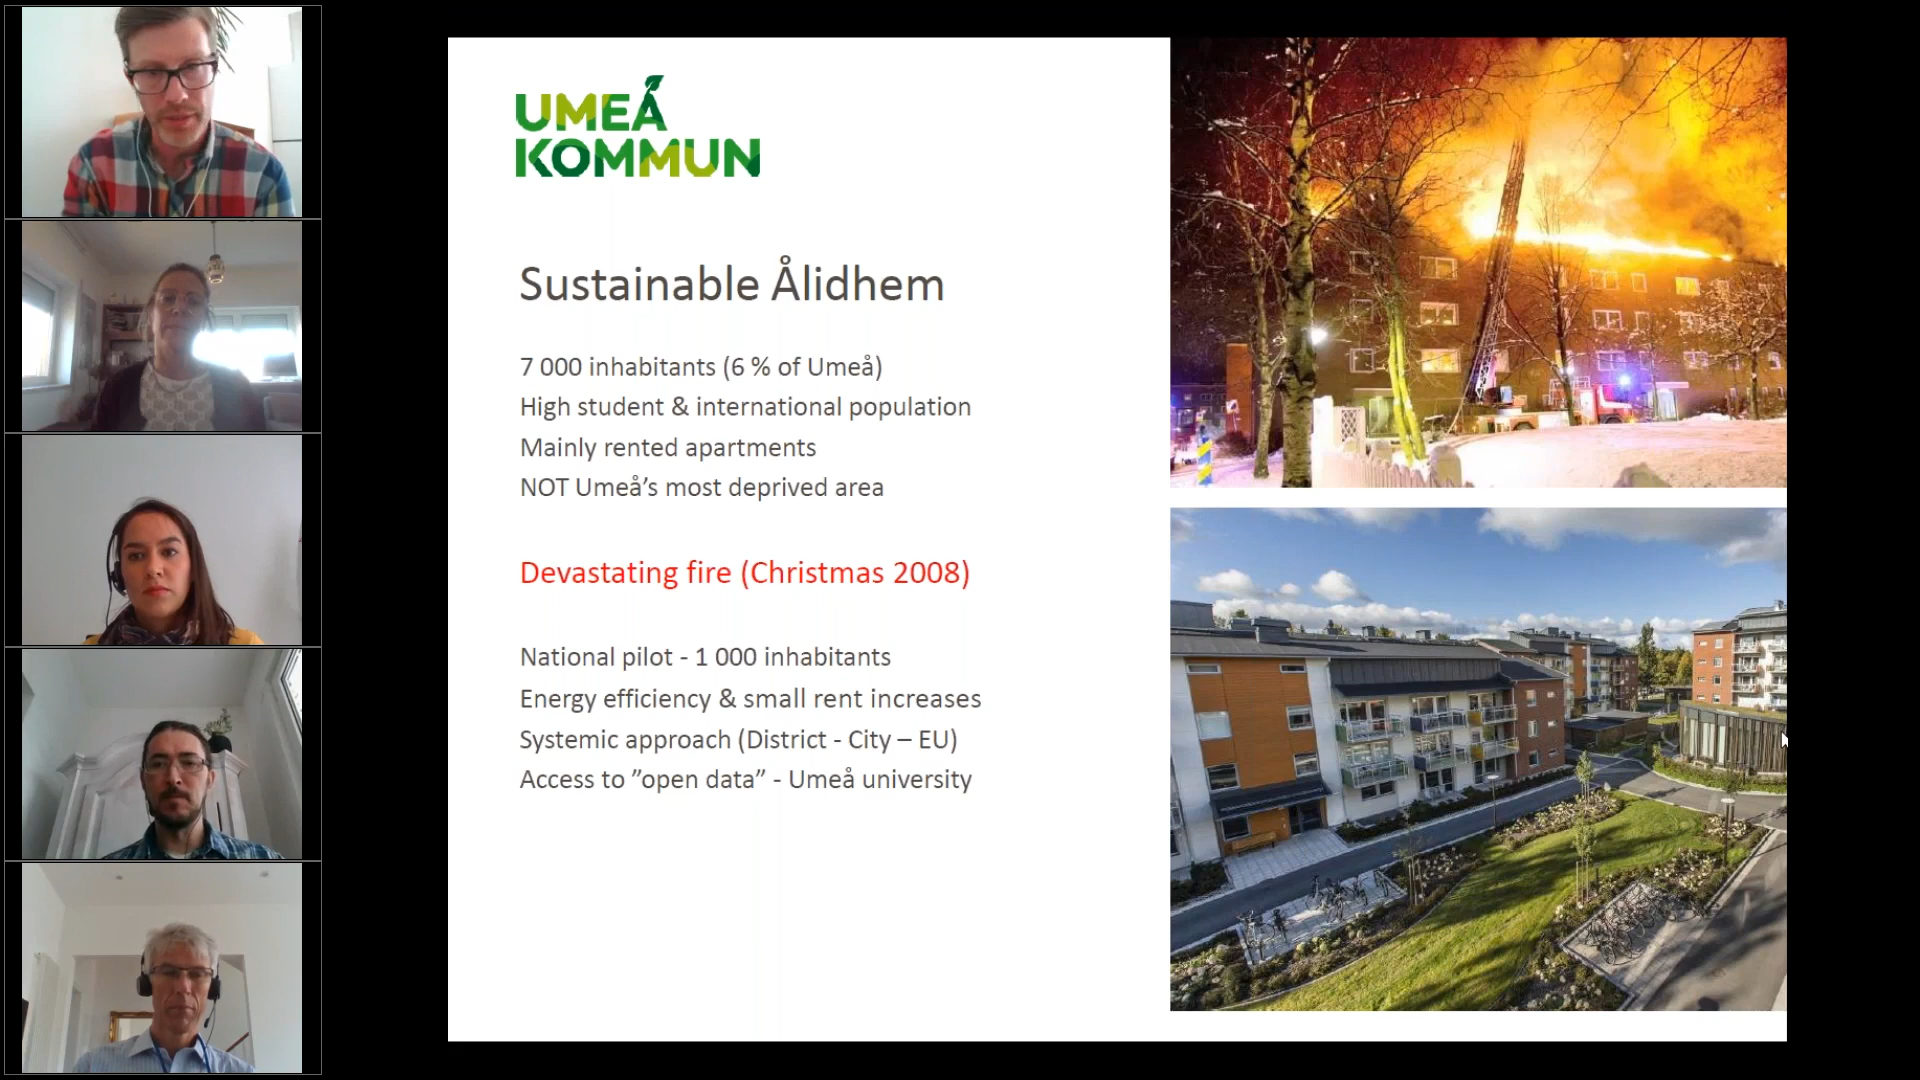 UMEÅ
KOMMUN
Sustainable Ålidhem
7 000 inhabitants (6 % of Umeå)
High student & international population
Mainly rented apartments
NOT Umeå’s most deprived area
Devastating fire (Christmas 2008)
National pilot - 1 000 inhabitants
Energy efficiency & small rent increases
Systemic approach (District - City – EU)
Access to ”open data” - Umeå university